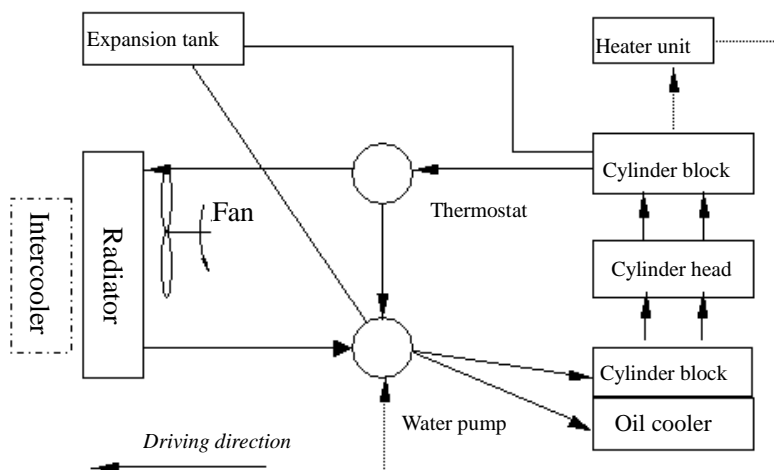 Expansion tank
Heater unit
Cylinder block
Thermostat
Fan
Intercooler
Radiator
Cylinder head
Cylinder block
Water pump
Oil cooler
Driving direction